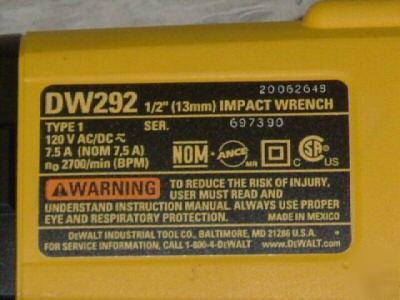 20062649
DW292 1/2" (13mm) IMPACT WRENCH
TYPE 1 SER. 697390
120 V AC/DC ⎓
7.5 A (NOM 7,5 A)
n₀ 2700/min (BPM)
NOM - ANCE MR C SA US
⚠WARNING TO REDUCE THE RISK OF INJURY,
USER MUST READ AND
UNDERSTAND INSTRUCTION MANUAL. ALWAYS USE PROPER
EYE AND RESPIRATORY PROTECTION. MADE IN MEXICO
DEWALT INDUSTRIAL TOOL CO., BALTIMORE, MD 21286 U.S.A.
FOR SERVICE INFORMATION, CALL 1-800-4-DEWALT www.DEWALT.com